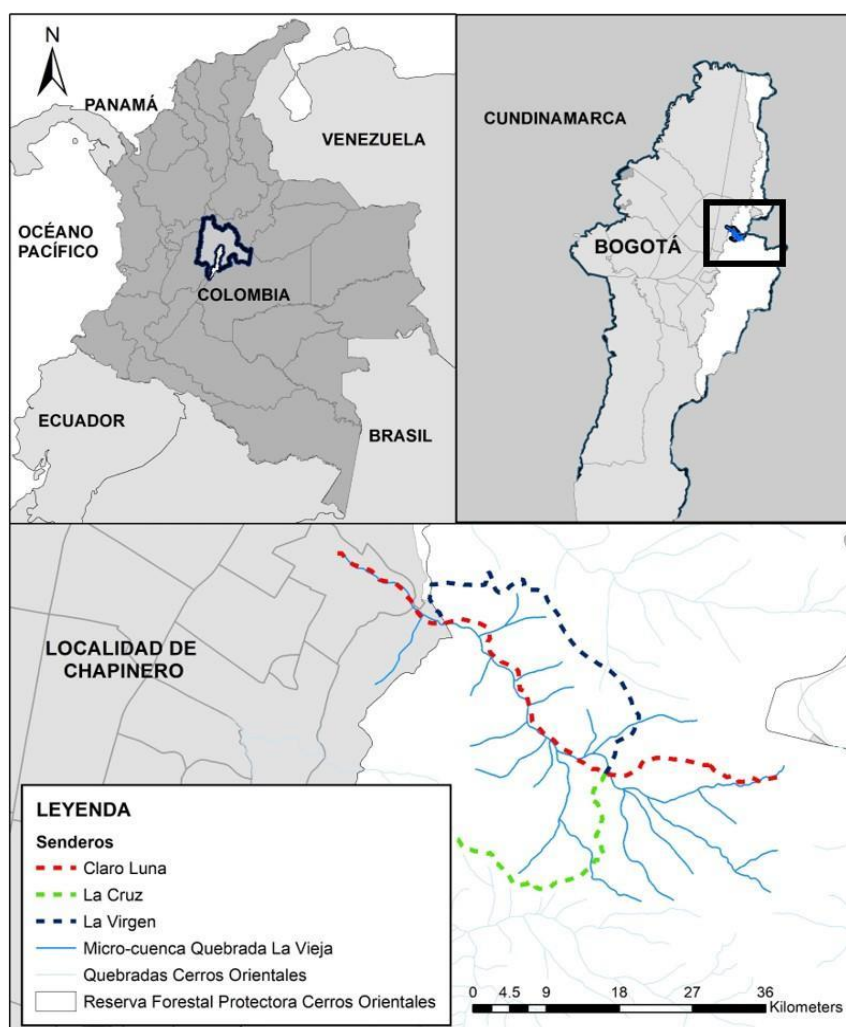 N
PANAMÁ
VENEZUELA
OCÉANO
PACÍFICO
COLOMBIA
ECUADOR
BRASIL
CUNDINAMARCA
BOGOTÁ
LOCALIDAD DE
CHAPINERO
LEYENDA
Senderos
Claro Luna
La Cruz
La Virgen
Micro-cuenca Quebrada La Vieja
Quebradas Cerros Orientales
Reserva Forestal Protectora Cerros Orientales
0 4.5 9 18 27 36
Kilometers